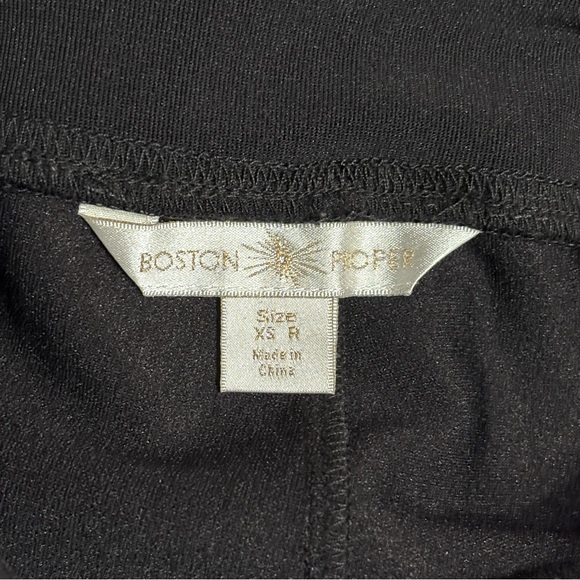 BOSTON PROPER
Size
XS R
Made in
China